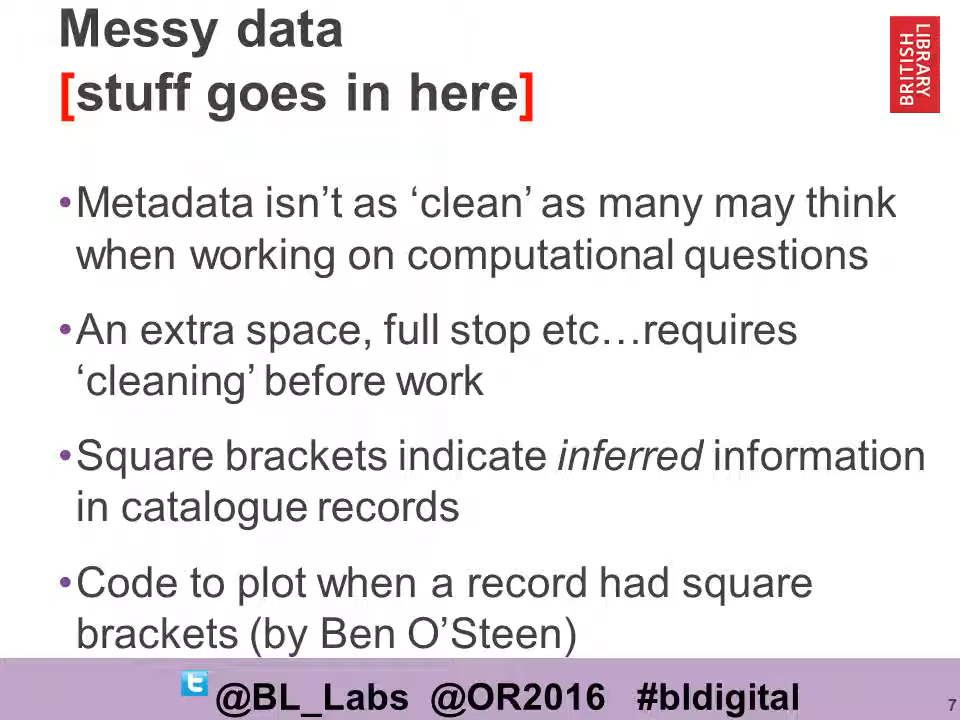 Messy data
[stuff goes in here]
LIBRARY
BRITISH
•Metadata isn’t as ‘clean’ as many may think
when working on computational questions
•An extra space, full stop etc…requires
‘cleaning’ before work
•Square brackets indicate inferred information
in catalogue records
•Code to plot when a record had square
brackets (by Ben O’Steen)
@BL_Labs @OR2016 #bldigital
7